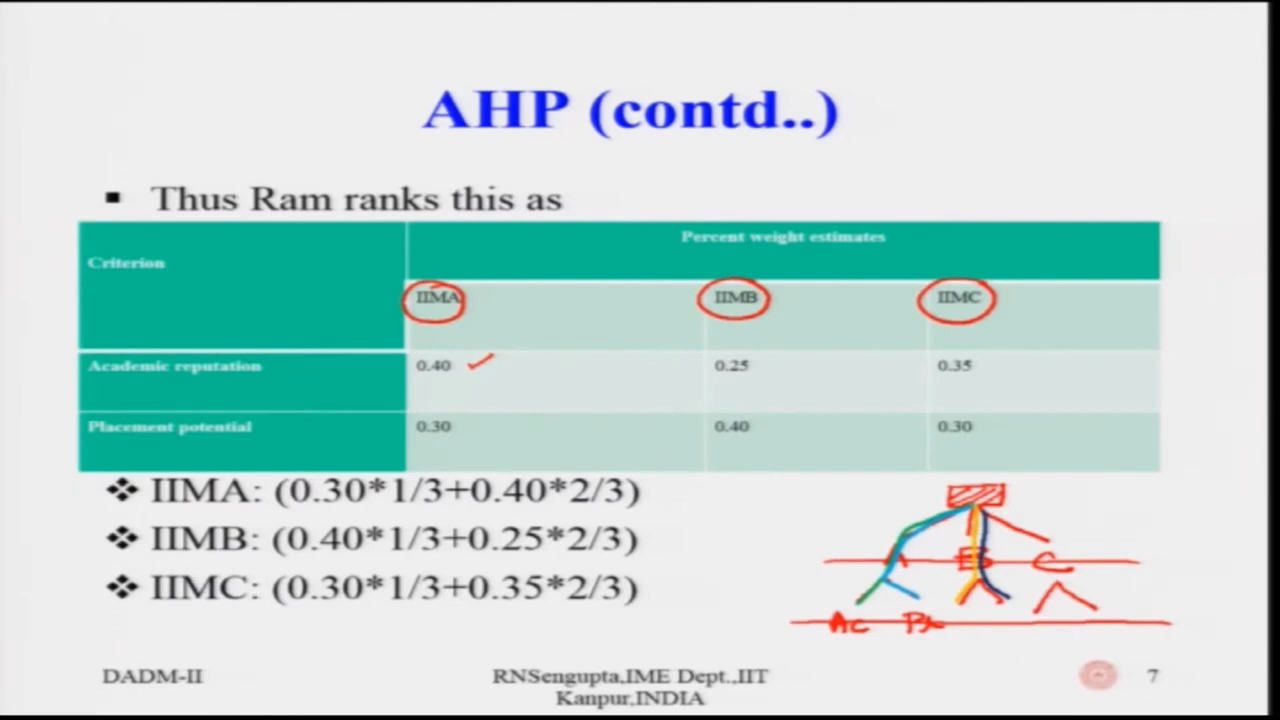 AHP (contd..)
Thus Ram ranks this as
Criterion
Percent weight estimates
IIMA IIMB IIMC
Academic reputation 0.40 0.25 0.35
Placement potential 0.30 0.40 0.30
IIMA: (0.30*1/3+0.40*2/3)
IIMB: (0.40*1/3+0.25*2/3)
IIMC: (0.30*1/3+0.35*2/3)
A B C
Ac
DADM-II
RNSengupta,IME Dept.,IIT
Kanpur,INDIA
7